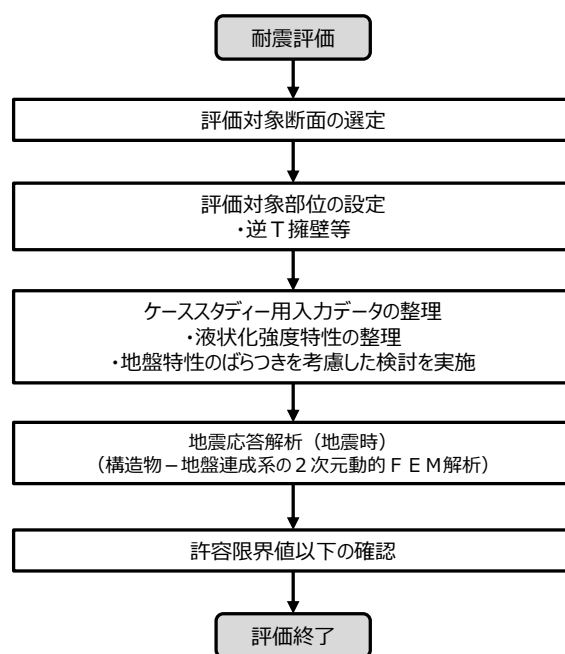 耐震評価
評価対象断面の選定
評価対象部位の設定
・逆Ｔ擁壁等
ケーススタディー用入力データの整理
・液状化強度特性の整理
・地盤特性のばらつきを考慮した検討を実施
地震応答解析（地震時）
（構造物－地盤連成系の２次元動的ＦＥＭ解析）
許容限界値以下の確認
評価終了